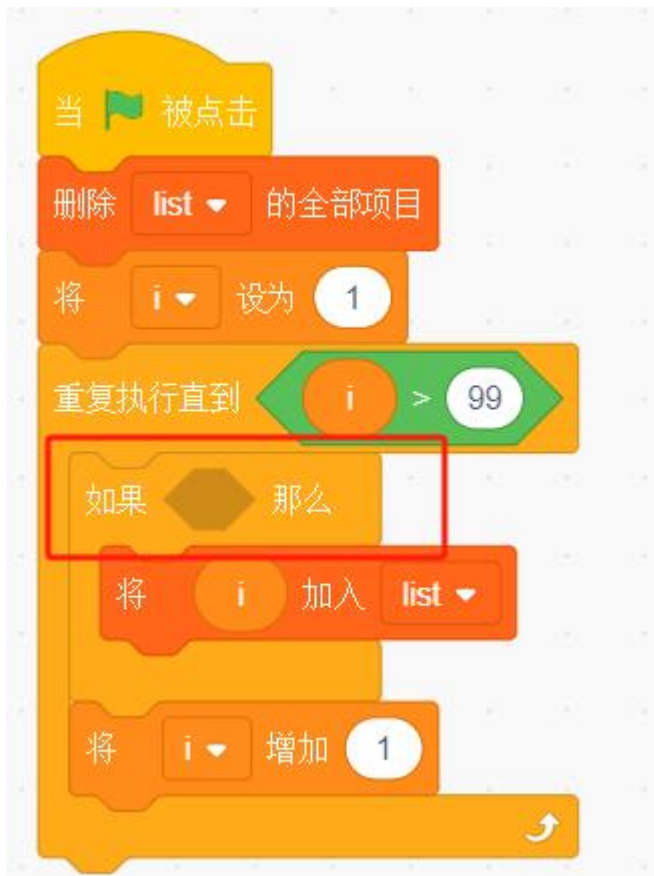 当 被点击
删除 list 的全部项目
将 i 设为 1
重复执行直到 i > 99
如果 那么
将 i 加入 list
将 i 增加 1